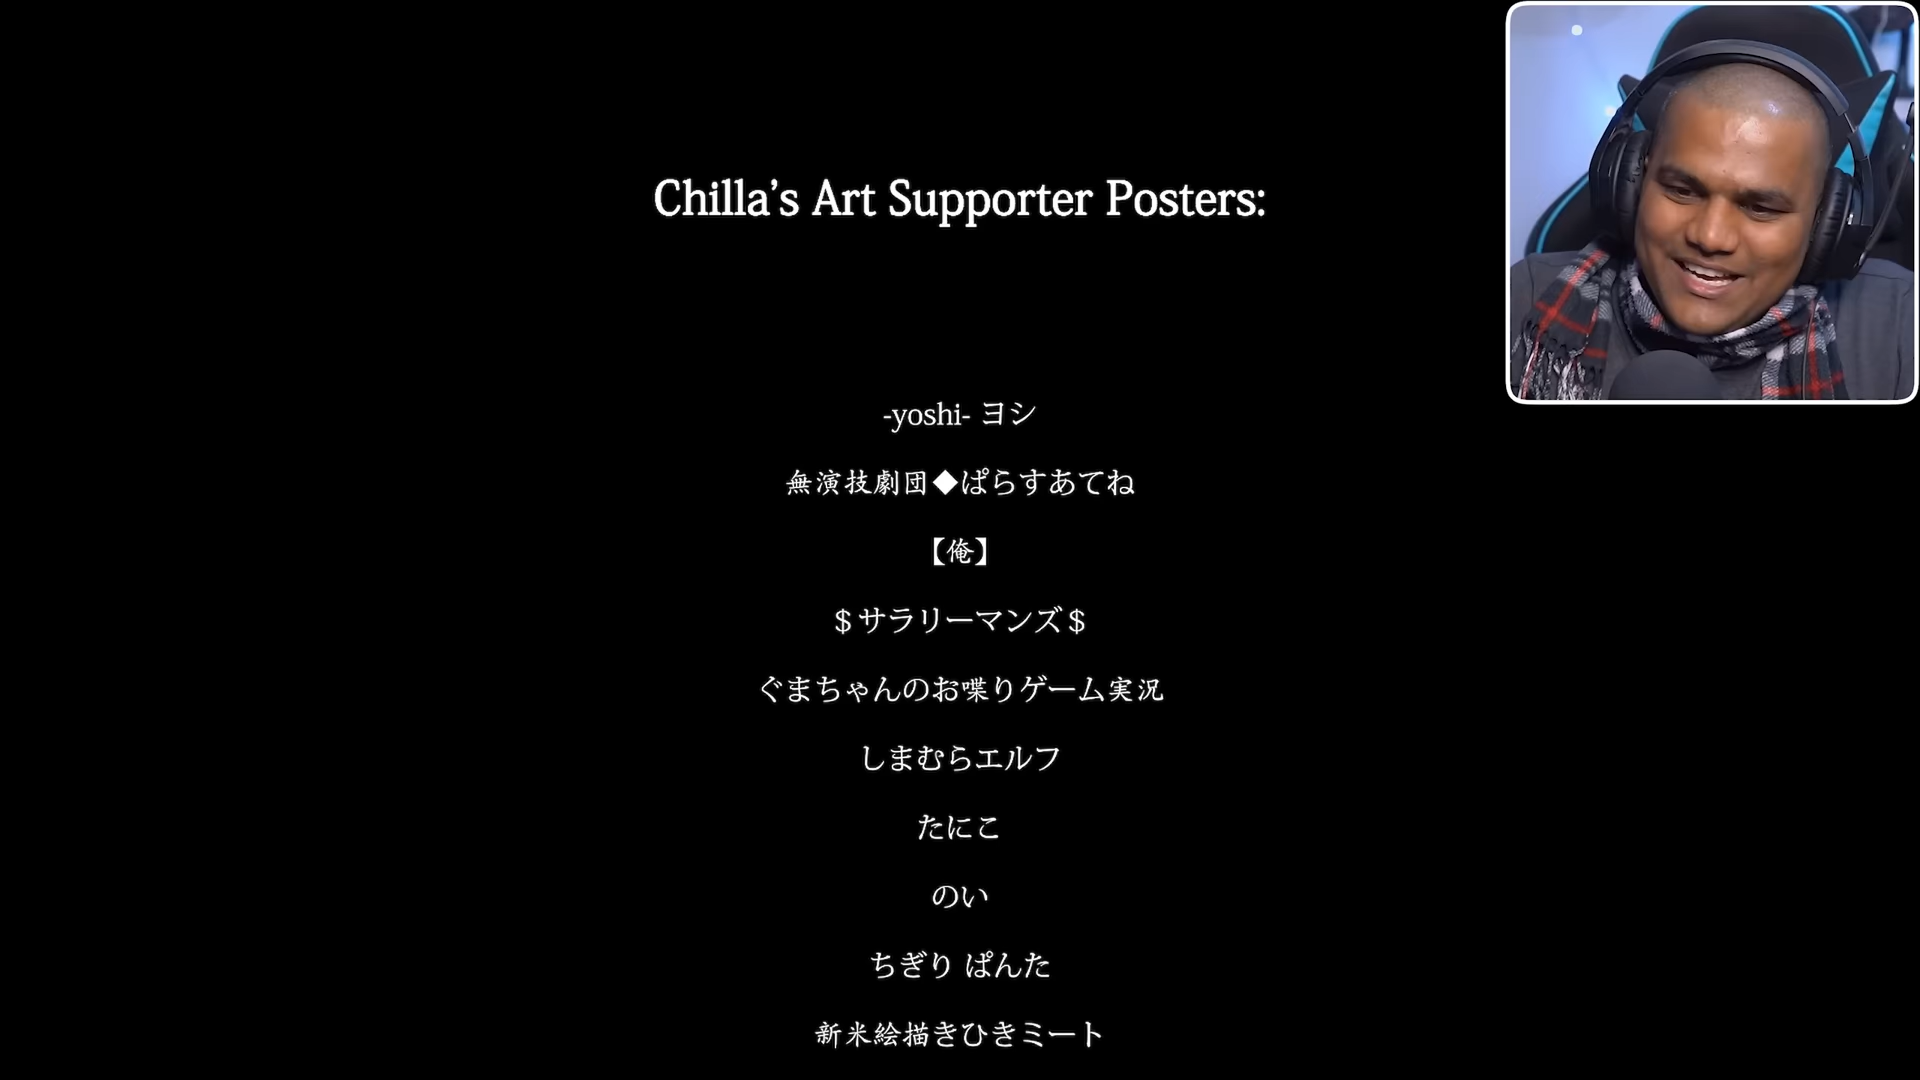 Chilla’s Art Supporter Posters:
-yoshi- ヨシ
無演技劇団◆ぱらすあてね
【俺】
$サラリーマンズ$
ぐまちゃんのお喋りゲーム実況
しまむらエルフ
たにこ
のい
ちぎり ぱんた
新米絵描きひきミート